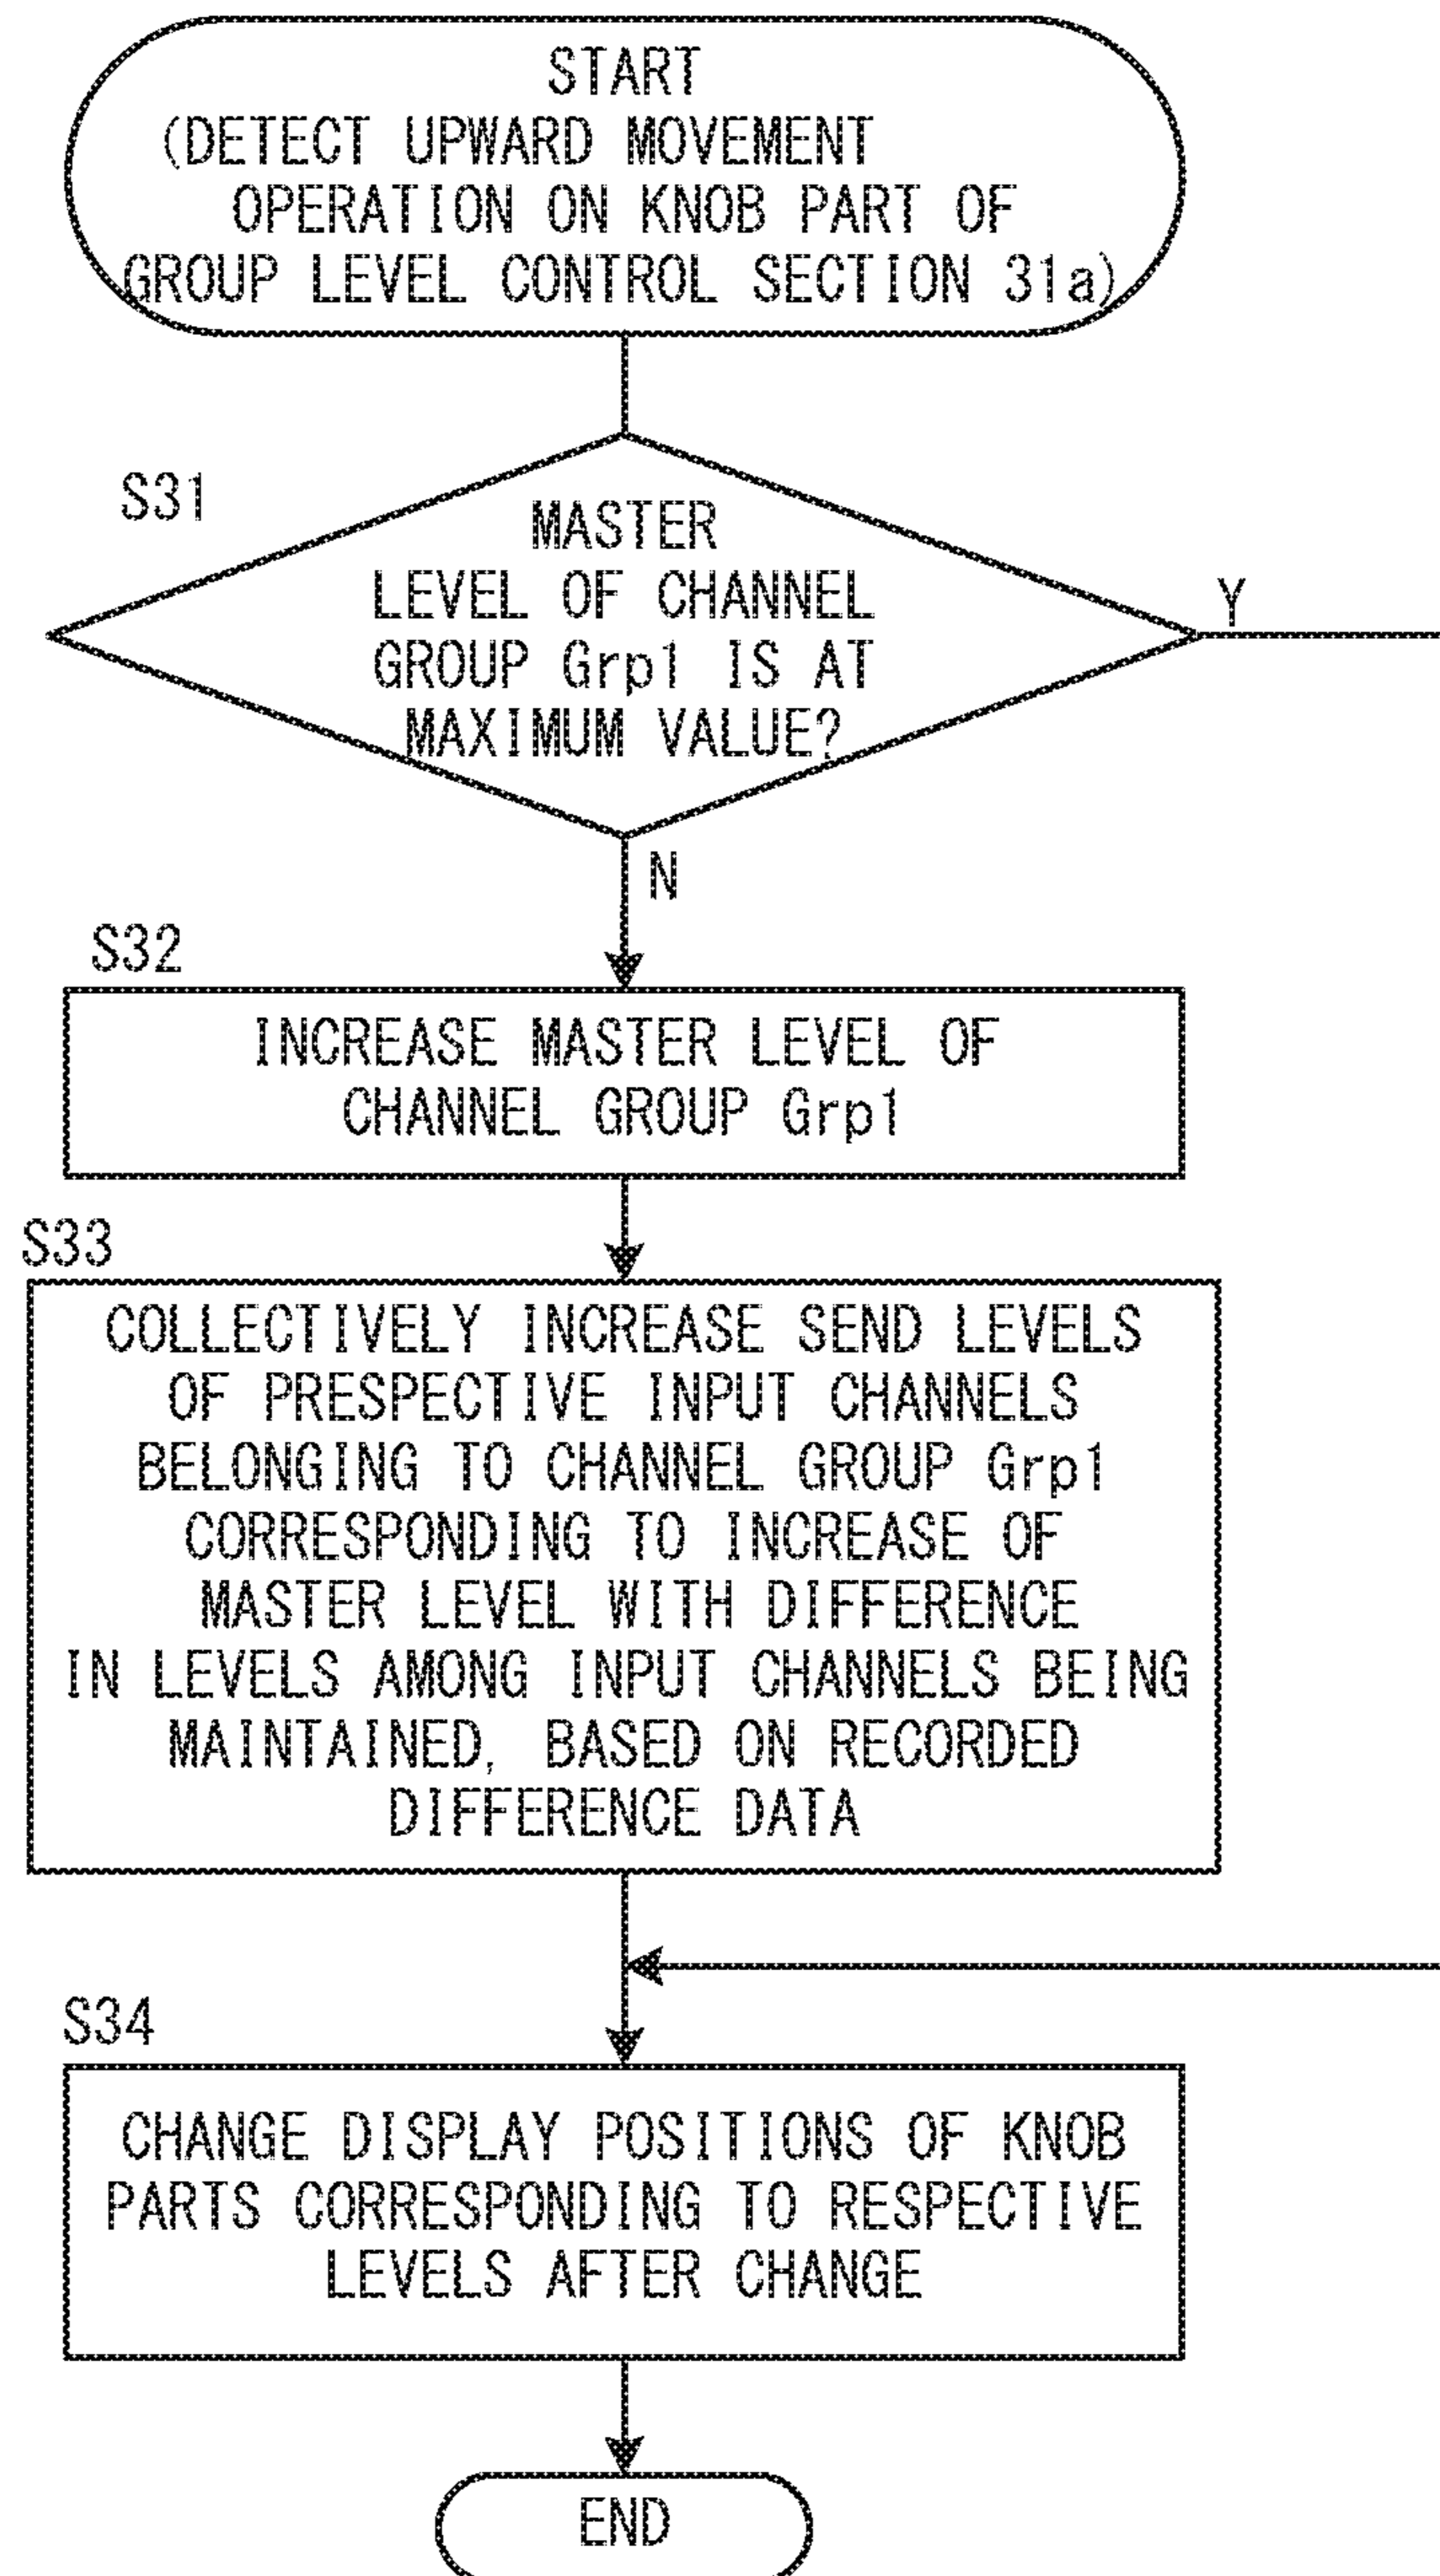 START
(DETECT UPWARD MOVEMENT
OPERATION ON KNOB PART OF
GROUP LEVEL CONTROL SECTION 31a)
S31
MASTER
LEVEL OF CHANNEL
GROUP Grp1 IS AT
MAXIMUM VALUE?
Y
N
S32
INCREASE MASTER LEVEL OF
CHANNEL GROUP Grp1
S33
COLLECTIVELY INCREASE SEND LEVELS
OF PRESPECTIVE INPUT CHANNELS
BELONGING TO CHANNEL GROUP Grp1
CORRESPONDING TO INCREASE OF
MASTER LEVEL WITH DIFFERENCE
IN LEVELS AMONG INPUT CHANNELS BEING
MAINTAINED, BASED ON RECORDED
DIFFERENCE DATA
S34
CHANGE DISPLAY POSITIONS OF KNOB
PARTS CORRESPONDING TO RESPECTIVE
LEVELS AFTER CHANGE
END